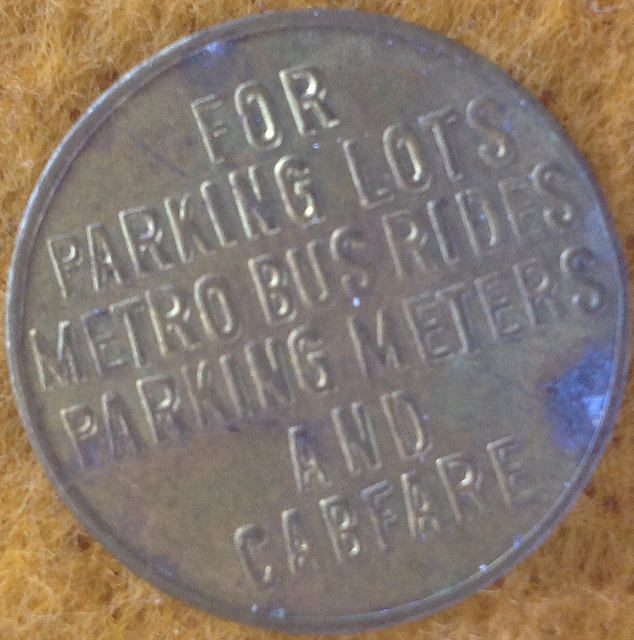 FOR
PARKING LOTS
METRO BUS RIDES
PARKING METERS
AND
CABFARE